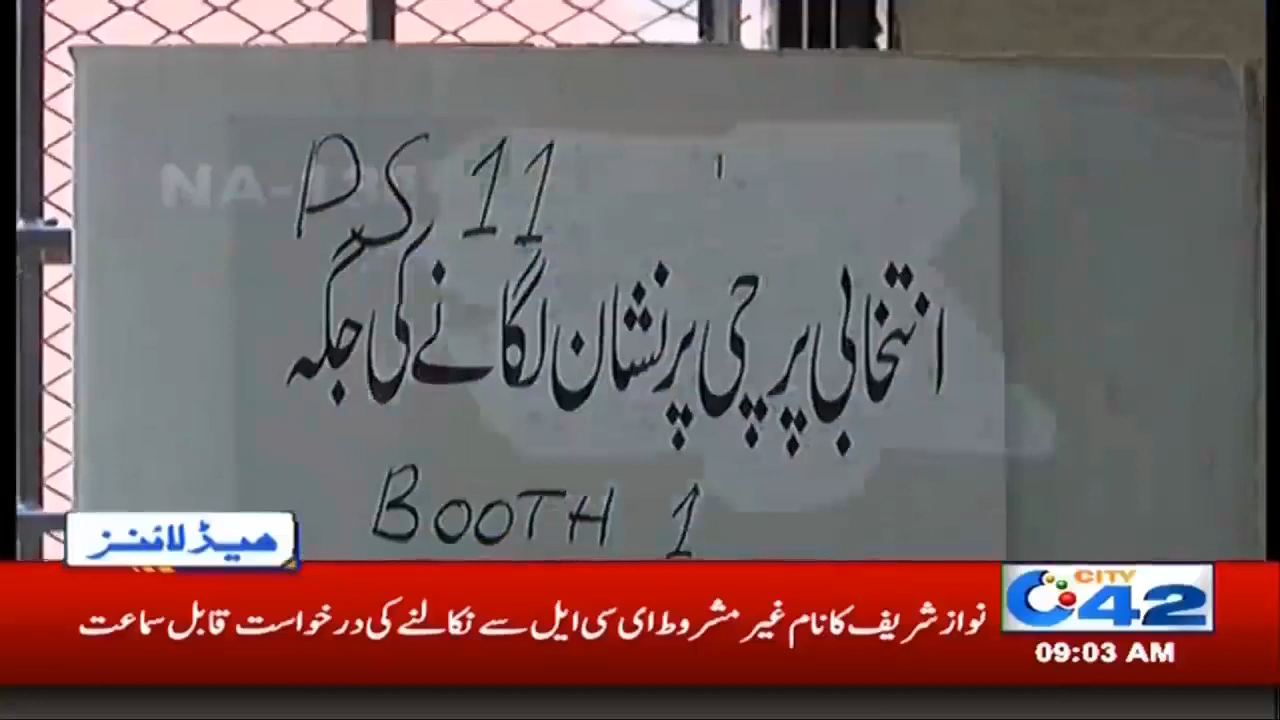 PS 11
انتخابی پرچی پر نشان لگانے کی جگہ
BOOTH 1
ہیڈ لائنز
نواز شریف کا نام غیر مشروط ای سی ایل سے نکالنے کی درخواست قابل سماعت
CITY
42
09:03 AM